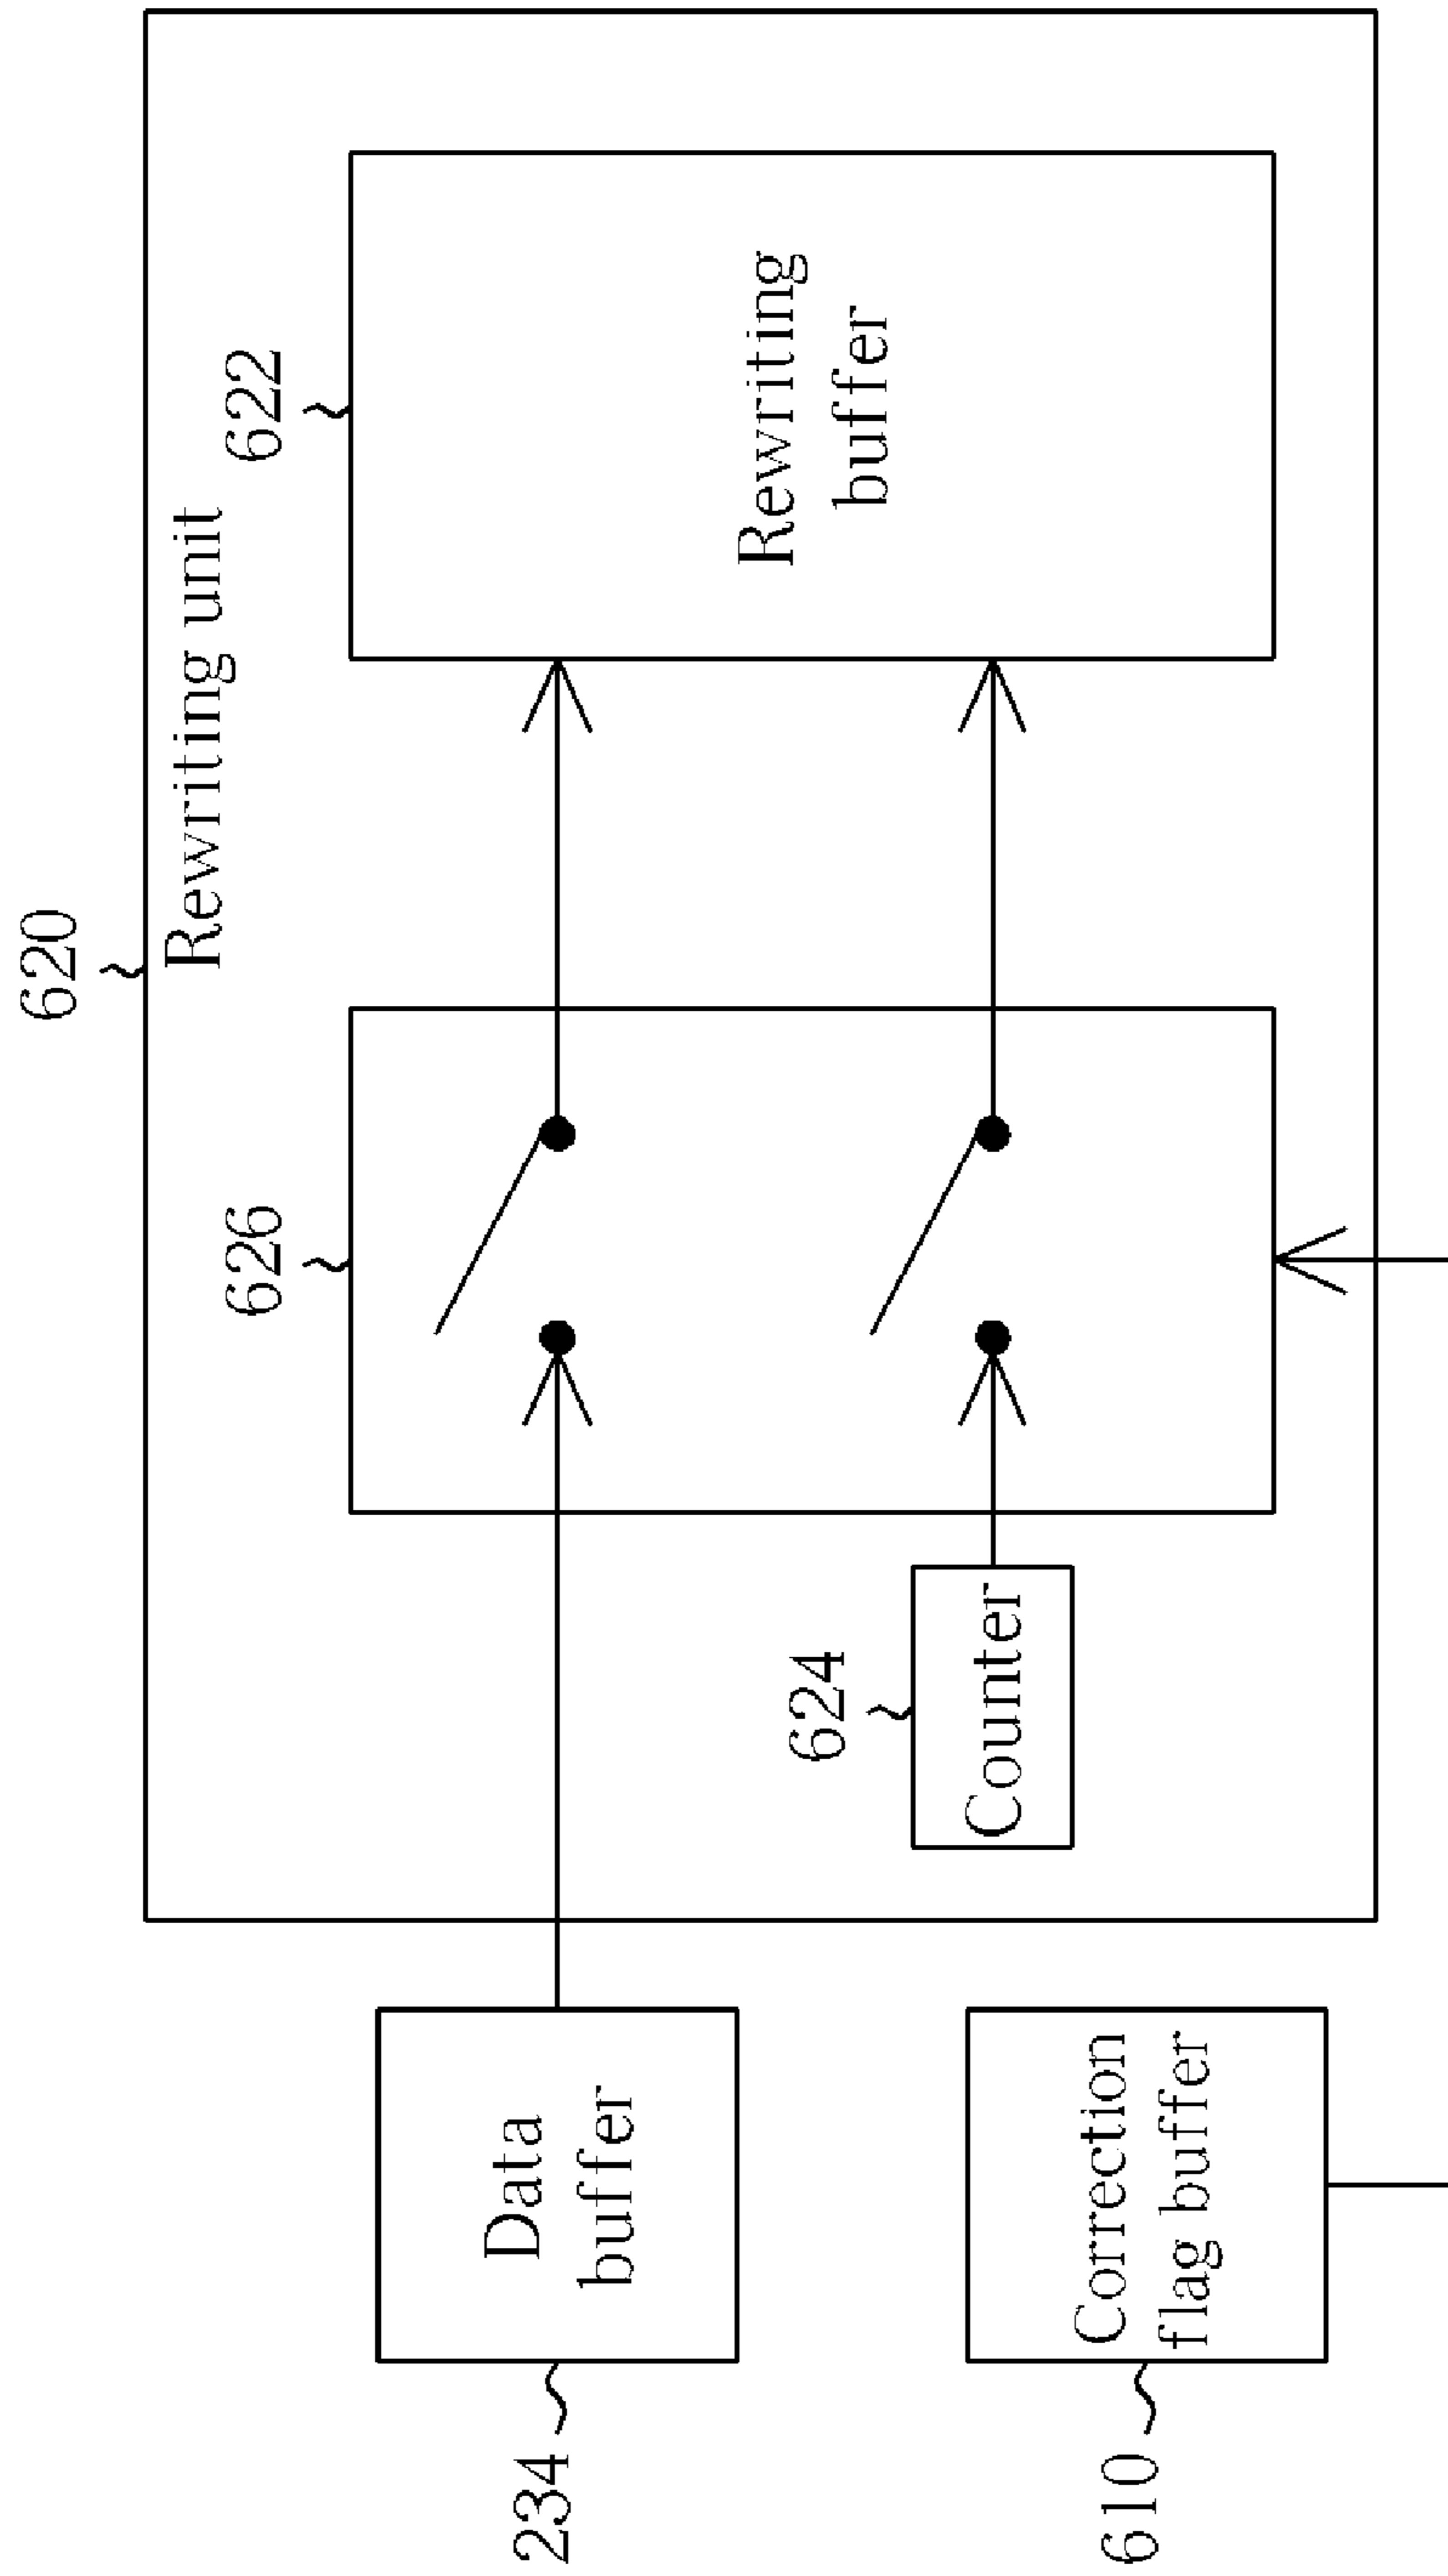 620
Rewriting unit
626
622
Rewriting
buffer
624
Counter
Data
buffer
234
Correction
flag buffer
610